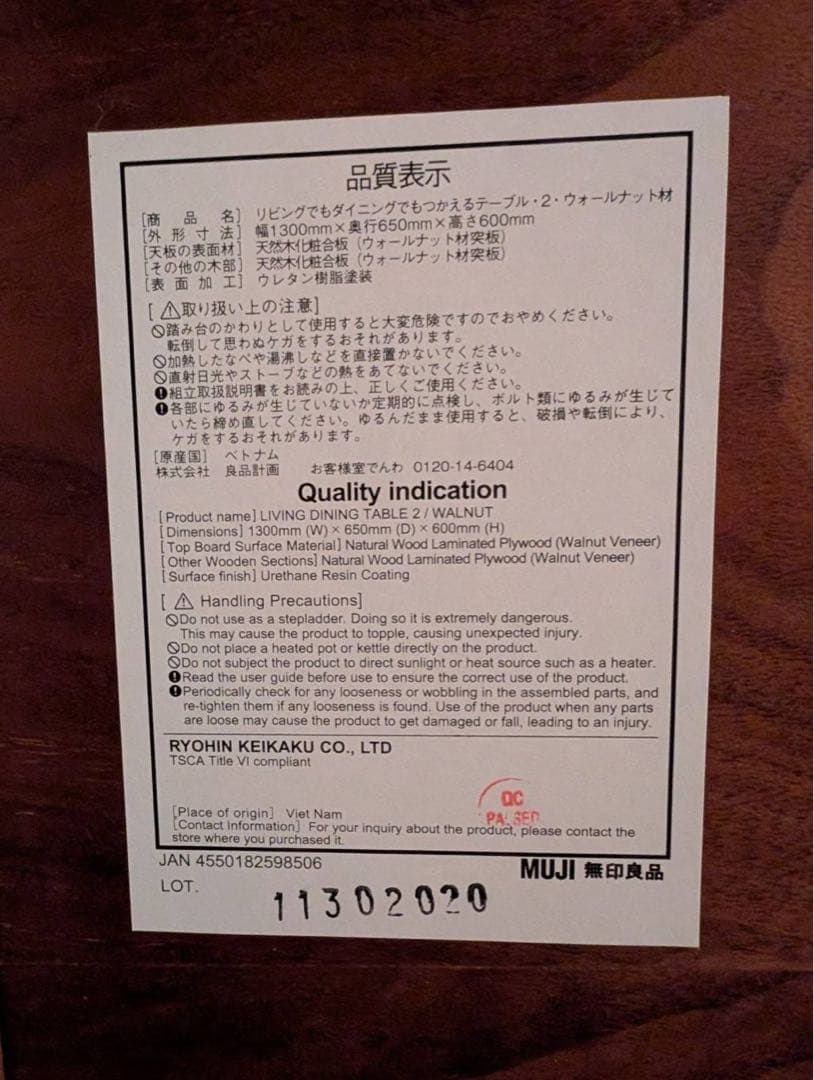 品質表示
[商品名] リビングでもダイニングでもつかえるテーブル・2・ウォールナット材
[外形寸法] 幅1300mm×奥行650mm×高さ600mm
[天板の表面材] 天然木化粧合板（ウォールナット材突板）
[その他の木部] 天然木化粧合板（ウォールナット材突板）
[表面加工] ウレタン樹脂塗装
[⚠取り扱い上の注意]
踏み台のかわりとして使用すると大変危険ですのでおやめください。
転倒して思わぬケガをするおそれがあります。
加熱したなべや湯沸しなどを直接置かないでください。
直射日光やストーブなどの熱をあてないでください。
組立取扱説明書をお読みの上、正しくご使用ください。
各部にゆるみが生じていないか定期的に点検し、ボルト類にゆるみが生じて
いたら締め直してください。ゆるんだまま使用すると、破損や転倒により、
ケガをするおそれがあります。
[原産国] ベトナム
株式会社 良品計画 お客様室でんわ 0120-14-6404
Quality indication
[Product name] LIVING DINING TABLE 2 / WALNUT
[Dimensions] 1300mm (W) × 650mm (D) × 600mm (H)
[Top Board Surface Material] Natural Wood Laminated Plywood (Walnut Veneer)
[Other Wooden Sections] Natural Wood Laminated Plywood (Walnut Veneer)
[Surface finish] Urethane Resin Coating
[⚠ Handling Precautions]
Do not use as a stepladder. Doing so it is extremely dangerous.
This may cause the product to topple, causing unexpected injury.
Do not place a heated pot or kettle directly on the product.
Do not subject the product to direct sunlight or heat source such as a heater.
Read the user guide before use to ensure the correct use of the product.
Periodically check for any looseness or wobbling in the assembled parts, and
re-tighten them if any looseness is found. Use of the product when any parts
are loose may cause the product to get damaged or fall, leading to an injury.
RYOHIN KEIKAKU CO., LTD
TSCA Title VI compliant
QC
PASSED
[Place of origin] Viet Nam
[Contact Information] For your inquiry about the product, please contact the
store where you purchased it.
JAN 4550182598506
MUJI 無印良品
LOT.
11302020